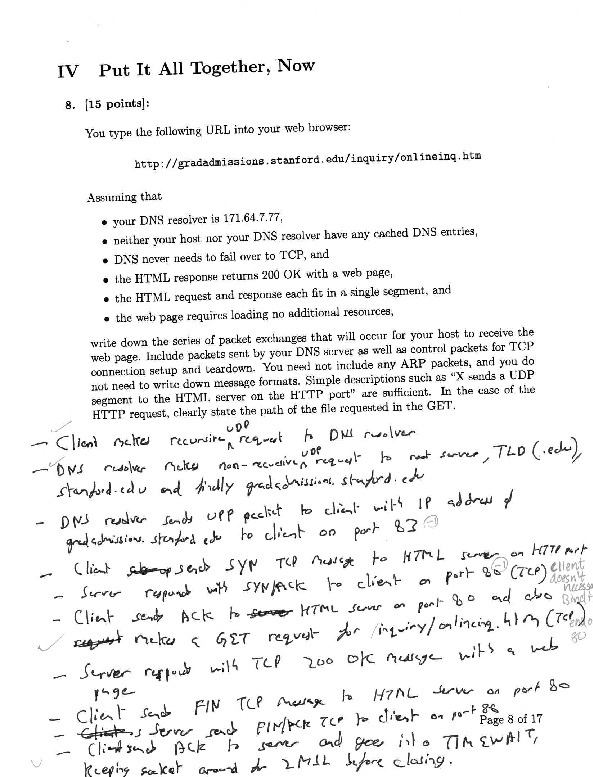 IV Put It All Together, Now
8. [15 points]:
You type the following URL into your web browser:
http://gradadmissions.stanford.edu/inquiry/onlineinq.htm
Assuming that
• your DNS resolver is 171.64.7.77,
• neither your host nor your DNS resolver have any cached DNS entries,
• DNS never needs to fail over to TCP, and
• the HTML response returns 200 OK with a web page,
• the HTML request and response each fit in a single segment, and
• the web page requires loading no additional resources,
write down the series of packet exchanges that will occur for your host to receive the
web page. Include packets sent by your DNS server as well as control packets for TCP
connection setup and teardown. You need not include any ARP packets, and you do
not need to write down message formats. Simple descriptions such as "X sends a UDP
segment to the HTML server on the HTTP port" are sufficient. In the case of the
HTTP request, clearly state the path of the file requested in the GET.
UDP
- Client makes recursive ^ request to DNS resolver
UDP
- DNS resolver makes non-recursive ^ request to root server, TLD (.edu),
stanford.edu and finally gradadmissions.stanford.edu
- DNS resolver sends UPP packet to client with IP address of
gradadmissions.stanford.edu to client on port 83
- Client sends SYN TCP message to HTML server on HTTP port
- Server responds with SYN/ACK to client on port 80 (TCP) client
doesn't
- Client sends ACK to HTML server on port 80 and also
makes a GET request for /inquiry/onlineinq.htm (TCP)
80
- Server responds with TCP 200 OK message with a web
page
- Client sends FIN TCP message to HTML server on port 80
- Server sends FIN/ACK TCP to client on port 80
Page 8 of 17
- Client sends ACK to server and goes into TIMEWAIT,
keeping socket around for 2MSL before closing.